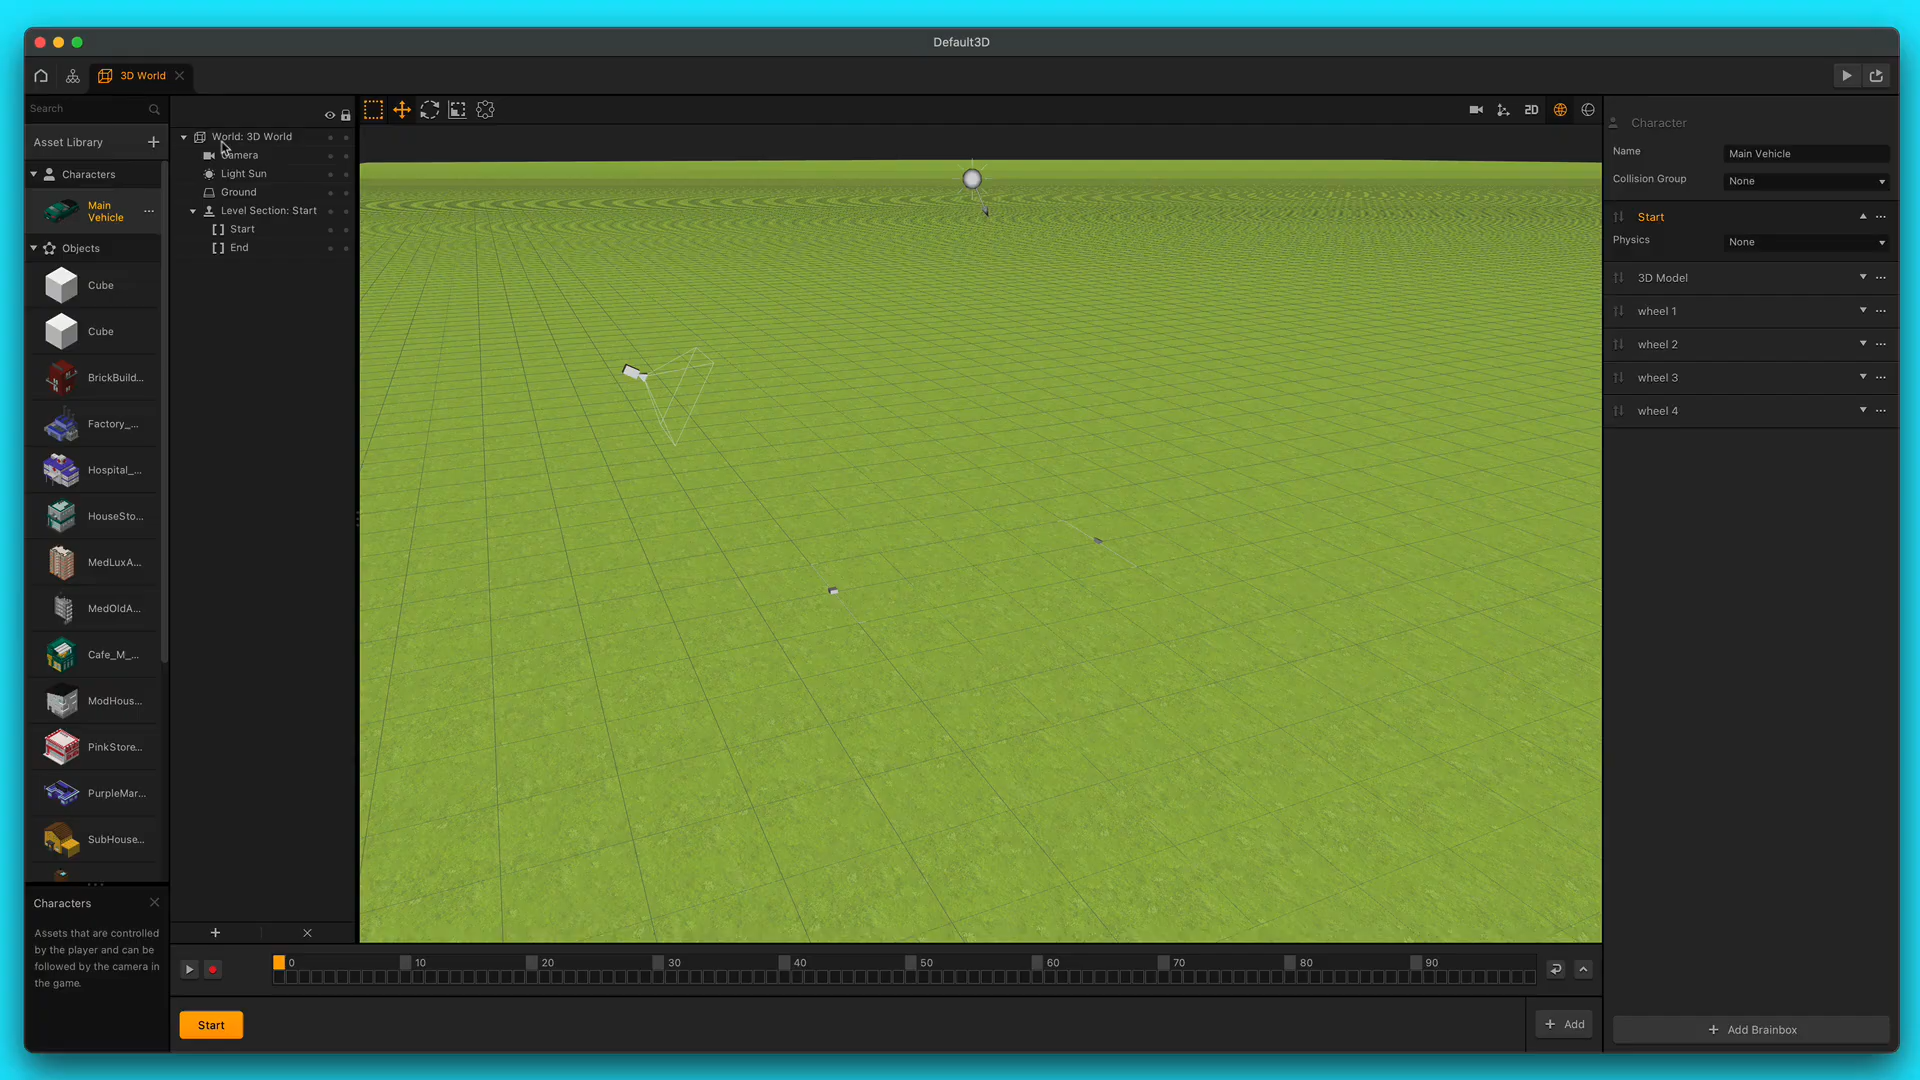 Default3D
3D World
Search
Asset Library
Characters
Main
Vehicle
Objects
Cube
Cube
BrickBuild...
Factory_...
Hospital_...
HouseSto...
MedLuxA...
MedOldA...
Cafe_M_...
ModHous...
PinkStore...
PurpleMar...
SubHouse...
Characters
Assets that are controlled
by the player and can be
followed by the camera in
the game.
World: 3D World
Camera
Light Sun
Ground
Level Section: Start
Start
End
2D
0 10 20 30 40 50 60 70 80 90
Start
Add
Character
Name Main Vehicle
Collision Group None
Start
Physics None
3D Model
wheel 1
wheel 2
wheel 3
wheel 4
Add Brainbox